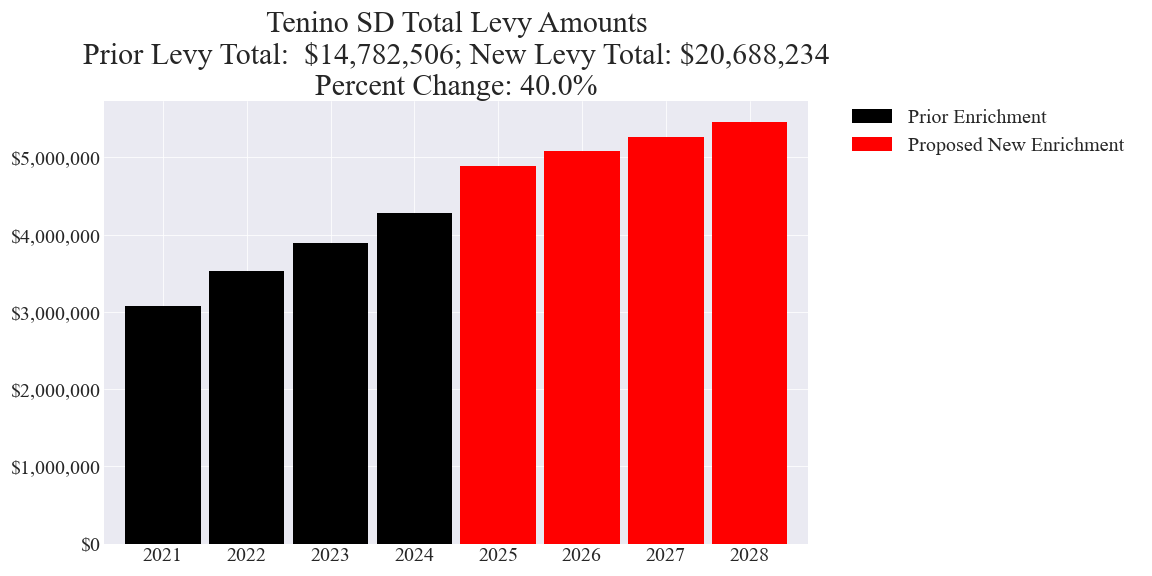 Tenino SD Total Levy Amounts
Prior Levy Total:  $14,782,506; New Levy Total: $20,688,234
Percent Change: 40.0%
Prior Enrichment
Proposed New Enrichment
$5,000,000
$4,000,000
$3,000,000
$2,000,000
$1,000,000
$0
2021 2022 2023 2024 2025 2026 2027 2028